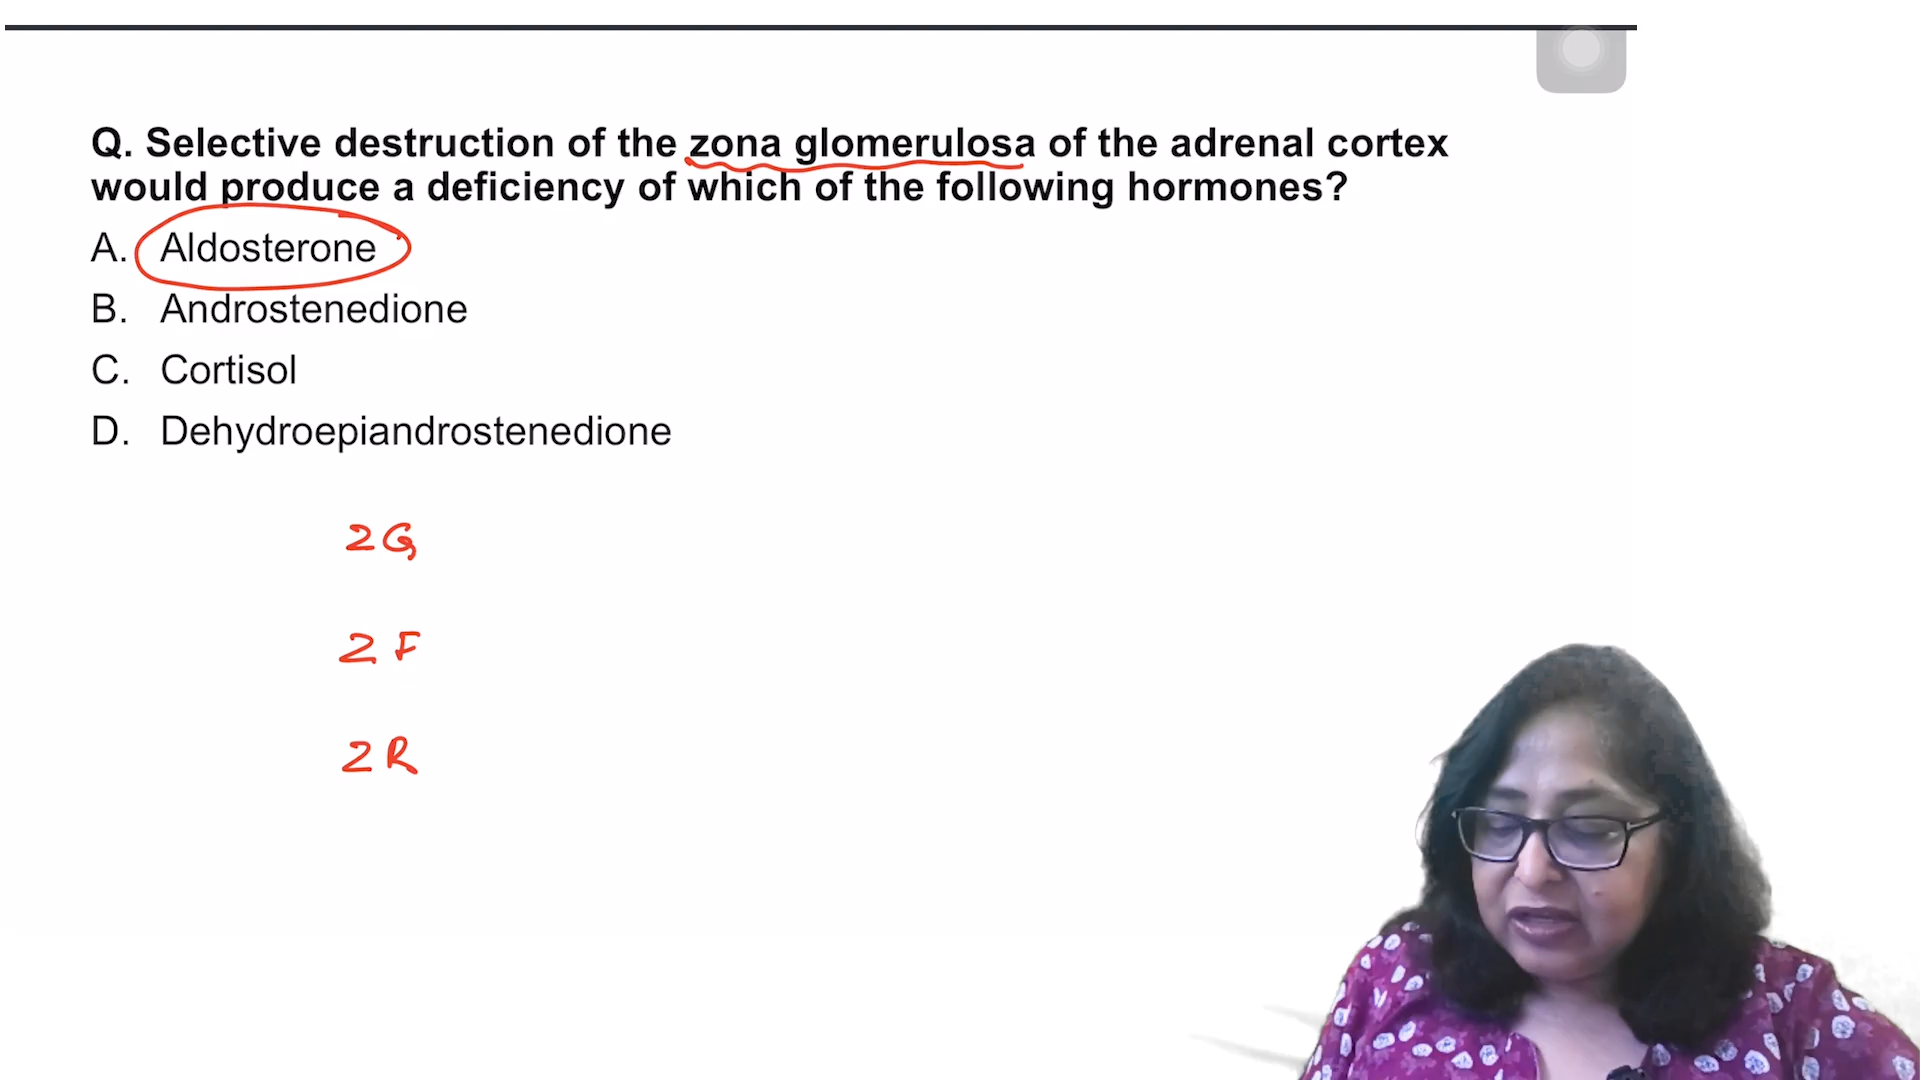 Q. Selective destruction of the zona glomerulosa of the adrenal cortex
would produce a deficiency of which of the following hormones?
A. Aldosterone
B. Androstenedione
C. Cortisol
D. Dehydroepiandrostenedione
ZG
ZF
ZR